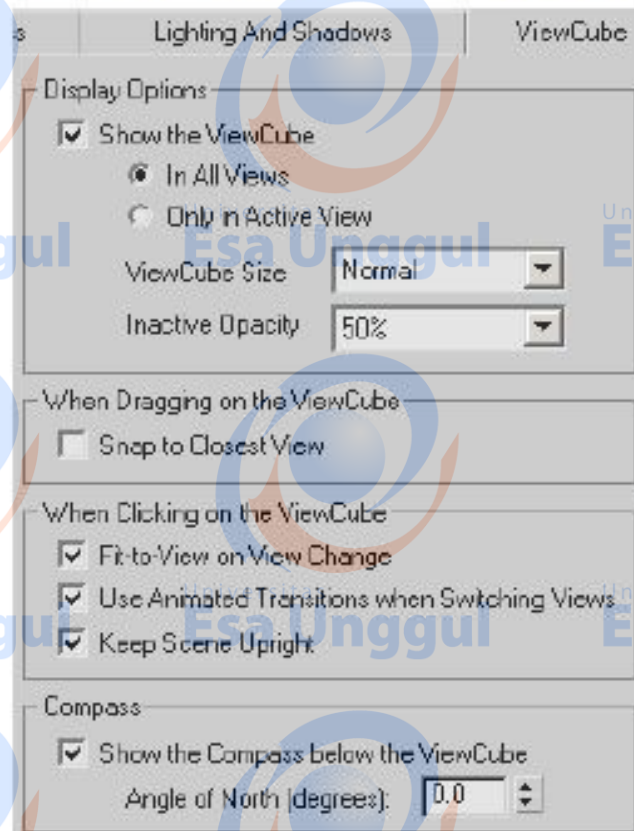 s Lighting And Shadows ViewCube
Display Options
Show the ViewCube
In All Views
Only in Active View
ViewCube Size Normal
Inactive Opacity 50%
When Dragging on the ViewCube
Snap to Closest View
When Clicking on the ViewCube
Fit-to-View on View Change
Use Animated Transitions when Switching Views
Keep Scene Upright
Compass
Show the Compass below the ViewCube
Angle of North (degrees): 0.0
Esa Unggul
Esa Unggul